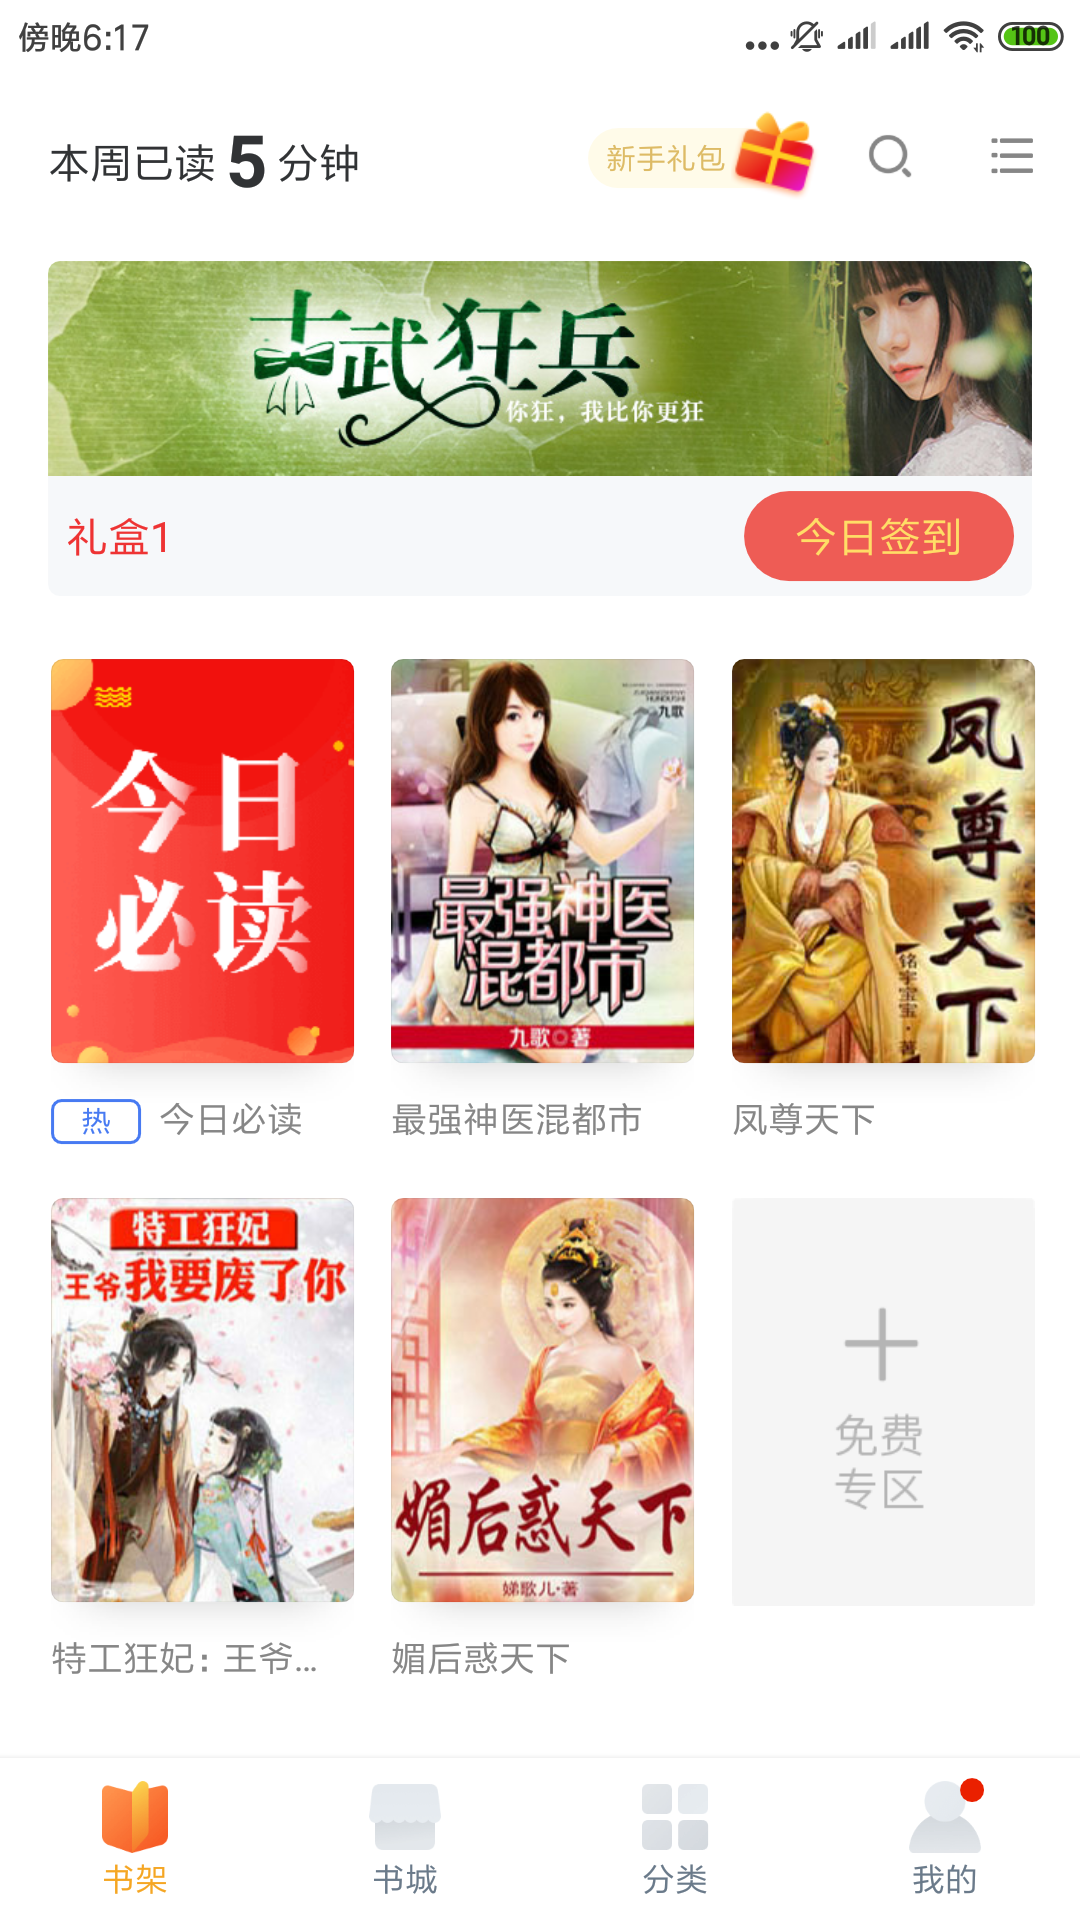 傍晚6:17
100
本周已读 5 分钟
新手礼包
古武狂兵
你狂，我比你更狂
礼盒1
今日签到
今日
必读
九歌
最强神医
混都市
九歌◎著
凤尊天下
铭宇宝宝·著
热 今日必读
最强神医混都市
凤尊天下
特工狂妃
王爷我要废了你
媚后惑天下
娣歌儿·著
免费
专区
特工狂妃：王爷...
媚后惑天下
书架
书城
分类
我的